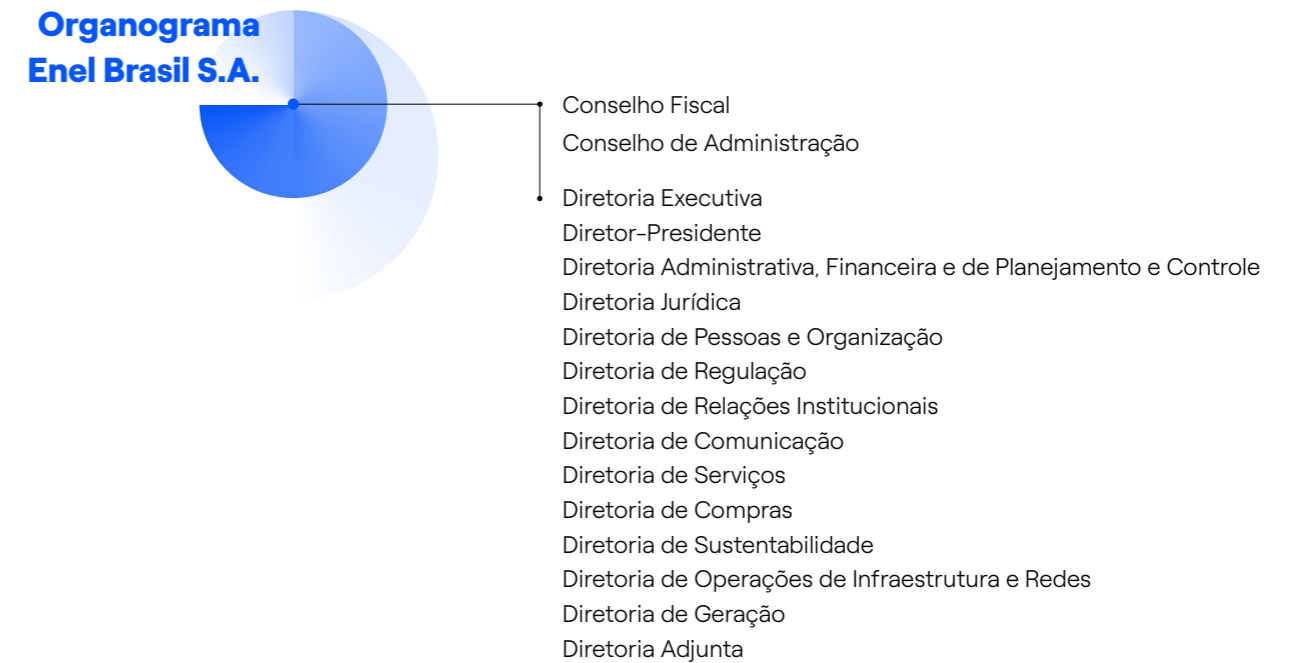 Organograma
Enel Brasil S.A.
Conselho Fiscal
Conselho de Administração
Diretoria Executiva
Diretor-Presidente
Diretoria Administrativa, Financeira e de Planejamento e Controle
Diretoria Jurídica
Diretoria de Pessoas e Organização
Diretoria de Regulação
Diretoria de Relações Institucionais
Diretoria de Comunicação
Diretoria de Serviços
Diretoria de Compras
Diretoria de Sustentabilidade
Diretoria de Operações de Infraestrutura e Redes
Diretoria de Geração
Diretoria Adjunta